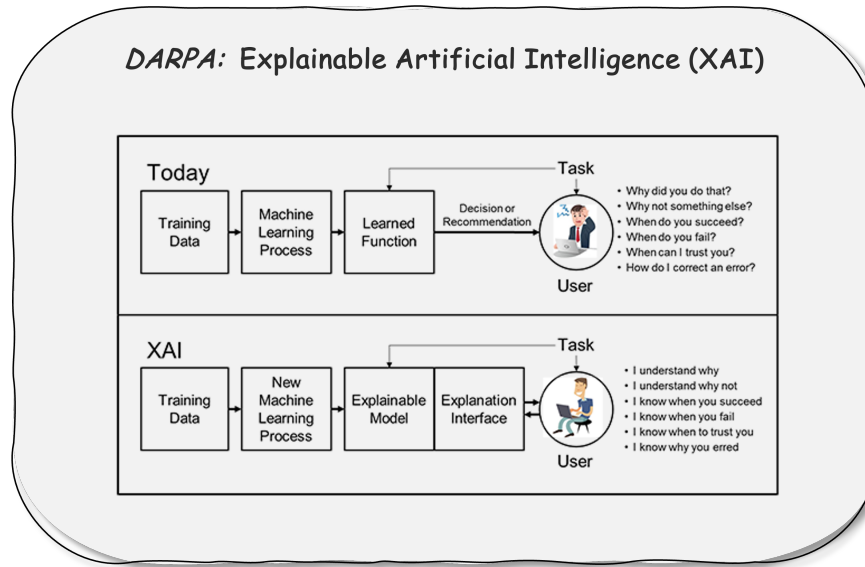 DARPA: Explainable Artificial Intelligence (XAI)
Today
Task
Training
Data
Machine
Learning
Process
Learned
Function
Decision or
Recommendation
User
• Why did you do that?
• Why not something else?
• When do you succeed?
• When do you fail?
• When can I trust you?
• How do I correct an error?
XAI
Task
Training
Data
New
Machine
Learning
Process
Explainable
Model
Explanation
Interface
User
• I understand why
• I understand why not
• I know when you succeed
• I know when you fail
• I know when to trust you
• I know why you erred